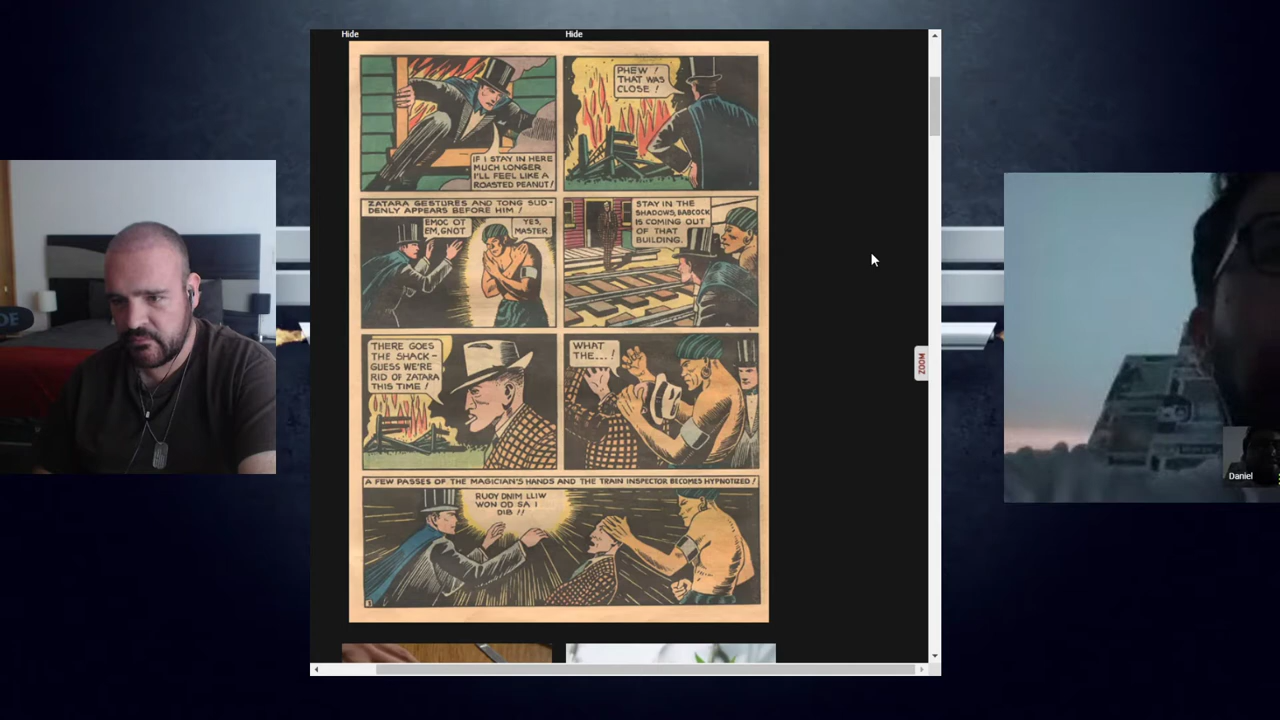 Hide
Hide
IF I STAY IN HERE
MUCH LONGER
I'LL FEEL LIKE A
ROASTED PEANUT!
PHEW!
THAT WAS
CLOSE!
ZATARA GESTURES AND TONG SUD-
DENLY APPEARS BEFORE HIM!
EMOC OT
EM, GNOT
YES,
MASTER.
STAY IN THE
SHADOWS, BABCOCK
IS COMING OUT
OF THAT
BUILDING.
THERE GOES
THE SHACK-
GUESS WE'RE
RID OF ZATARA
THIS TIME!
WHAT
THE...!
A FEW PASSES OF THE MAGICIAN'S HANDS AND THE TRAIN INSPECTOR BECOMES HYPNOTIZED!
RUOY DNIM LLIW
WON OD SA I
DIB!!
ZOOM
DE
Daniel